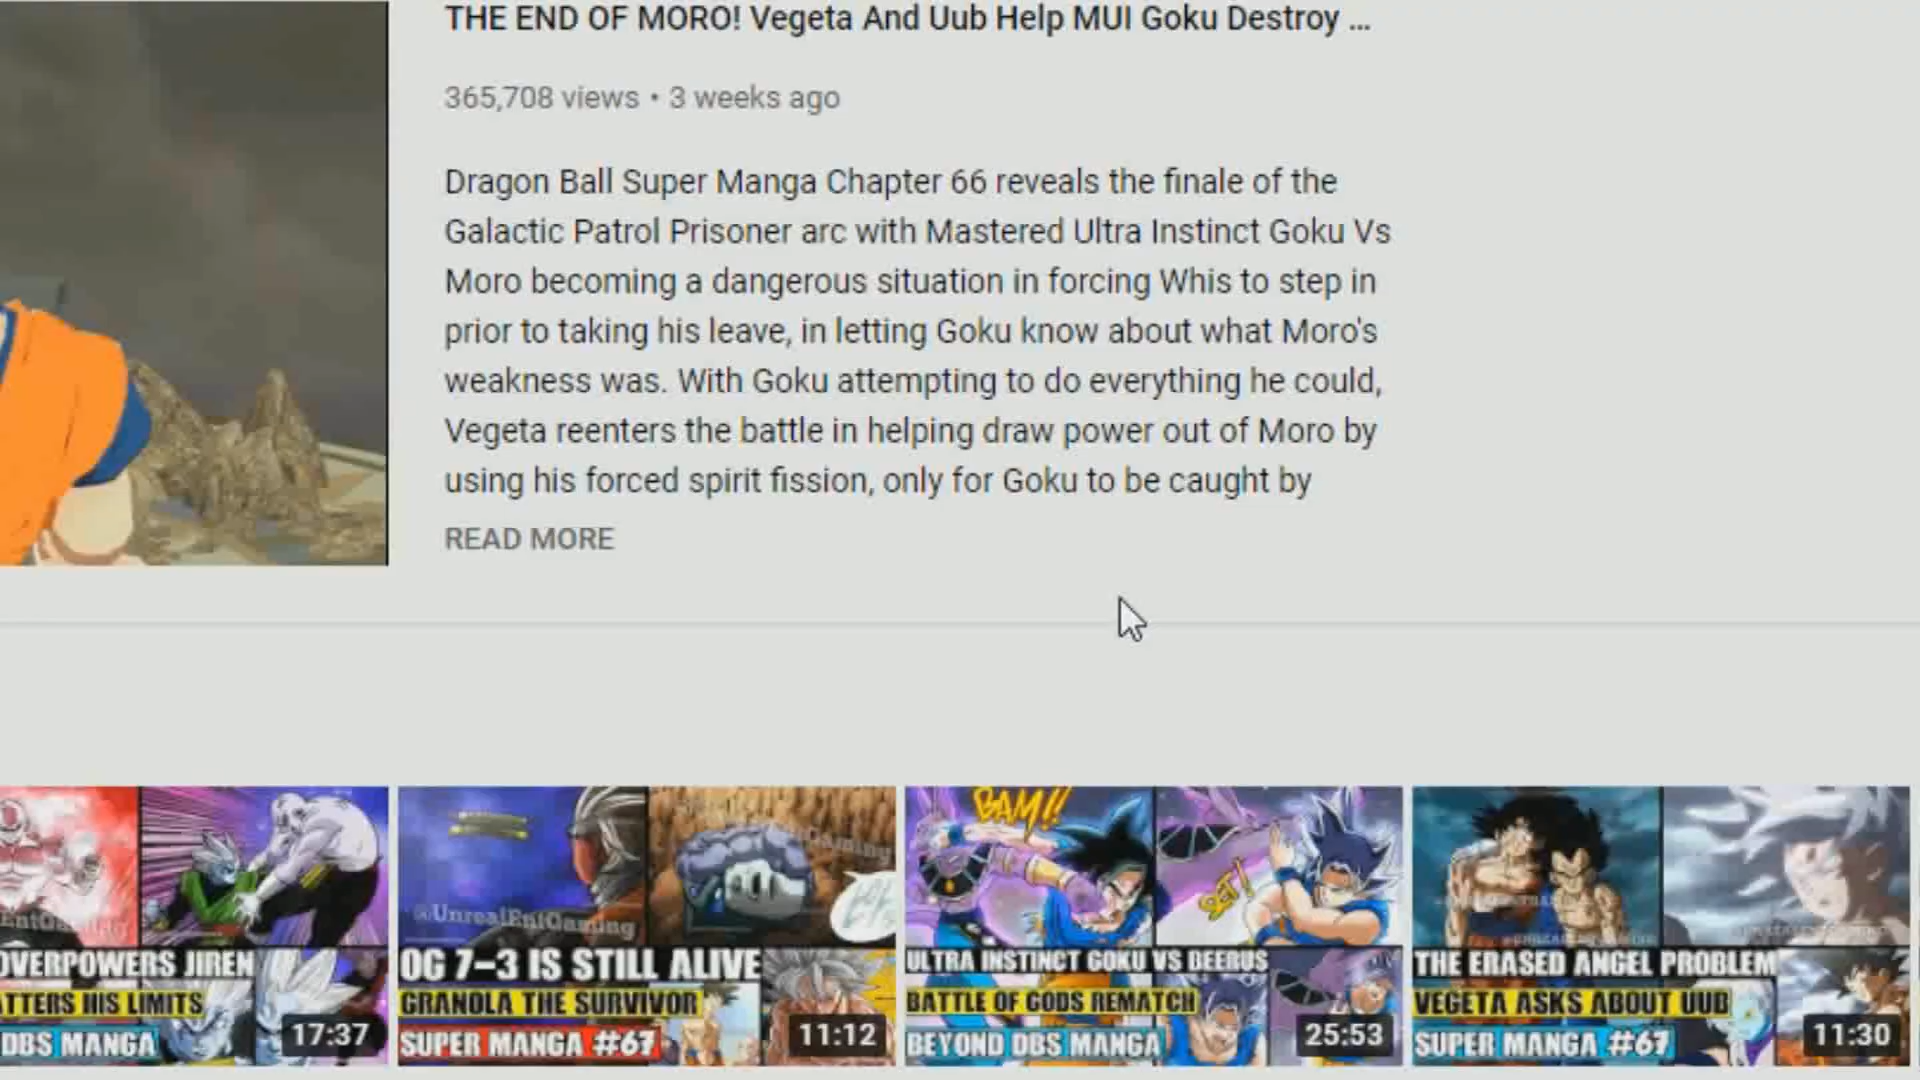 THE END OF MORO! Vegeta And Uub Help MUI Goku Destroy ...
365,708 views • 3 weeks ago
Dragon Ball Super Manga Chapter 66 reveals the finale of the
Galactic Patrol Prisoner arc with Mastered Ultra Instinct Goku Vs
Moro becoming a dangerous situation in forcing Whis to step in
prior to taking his leave, in letting Goku know about what Moro's
weakness was. With Goku attempting to do everything he could,
Vegeta reenters the battle in helping draw power out of Moro by
using his forced spirit fission, only for Goku to be caught by
READ MORE
OVERPOWERS JIREN
HIS LIMITS
DBS MANGA
17:37
@UnrealEntGaming
OG 7-3 IS STILL ALIVE
GRANOLA THE SURVIVOR
SUPER MANGA #67
11:12
BAM!!
ULTRA INSTINCT GOKU VS BEERUS
BATTLE OF GODS REMATCH
BEYOND DBS MANGA
25:53
THE ERASED ANGEL PROBLEM
VEGETA ASKS ABOUT UUB
SUPER MANGA #67
11:30